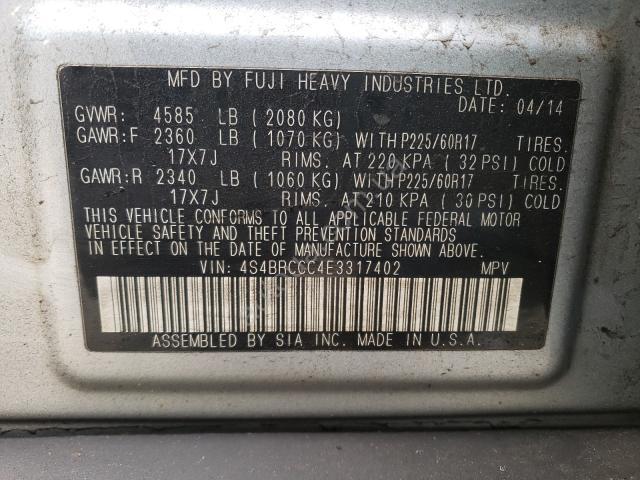 MFD BY FUJI HEAVY INDUSTRIES LTD.
DATE: 04/14
GVWR: 4585 LB (2080 KG)
GAWR:F 2360 LB (1070 KG) WITH P225/60R17 TIRES.
17X7J RIMS. AT 220 KPA (32 PSI) COLD
GAWR:R 2340 LB (1060 KG) WITH P225/60R17 TIRES.
17X7J RIMS. AT 210 KPA (30 PSI) COLD
THIS VEHICLE CONFORMS TO ALL APPLICABLE FEDERAL MOTOR
VEHICLE SAFETY AND THEFT PREVENTION STANDARDS
IN EFFECT ON THE DATE OF MANUFACTURE SHOWN ABOVE.
VIN: 4S4BRCCC4E3317402 MPV
ASSEMBLED BY SIA INC. MADE IN U.S.A.